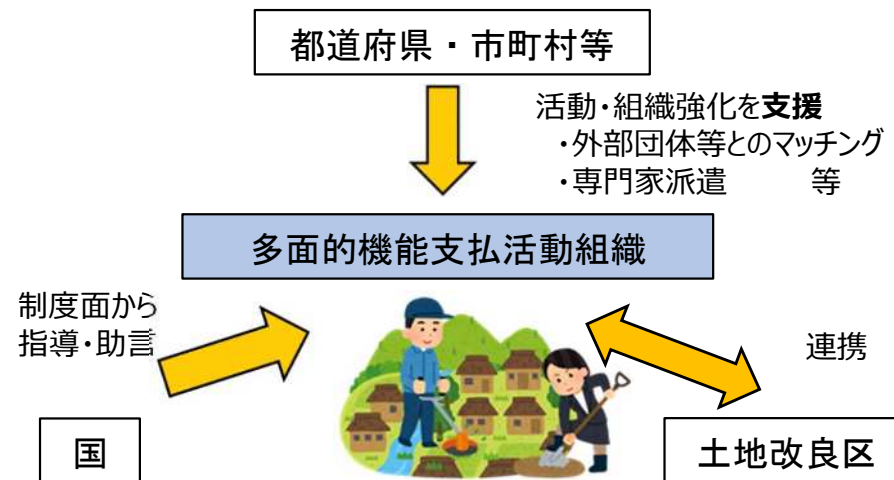 都道府県・市町村等
活動・組織強化を支援
・外部団体等とのマッチング
・専門家派遣　　　等
多面的機能支払活動組織
制度面から
指導・助言
連携
国
土地改良区